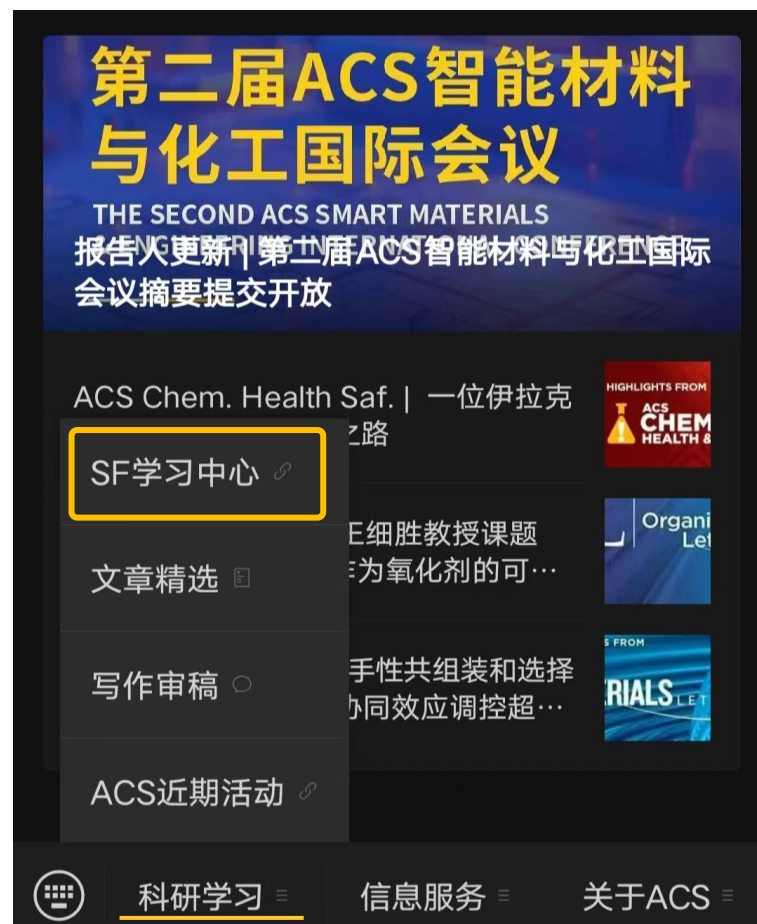 第二届ACS智能材料
与化工国际会议
THE SECOND ACS SMART MATERIALS
& ENGINEERING INTERNATIONAL CONFERENCE
报告人更新 | 第二届ACS智能材料与化工国际
会议摘要提交开放
ACS Chem. Health Saf. | 一位伊拉克
之路
HIGHLIGHTS FROM
ACS
CHEM
HEALTH &
SF学习中心
细胜教授课题
文章精选
为氧化剂的可…
Organi
Let
写作审稿
手性共组装和选择
协同效应调控超…
S FROM
RIALS LET
ACS近期活动
科研学习
信息服务
关于ACS